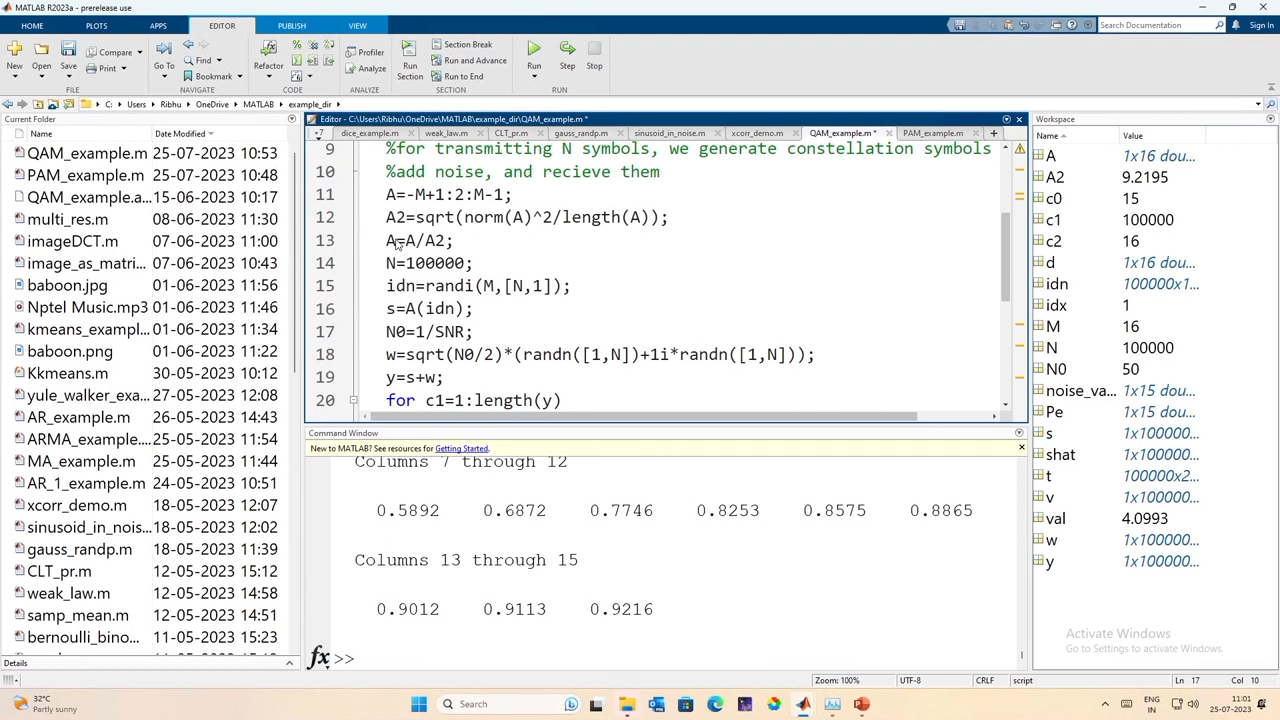 MATLAB R2023a - prerelease use
HOME PLOTS APPS EDITOR PUBLISH VIEW
Search Documentation Sign In
New Open Save Compare Print Go To Find Bookmark Refactor Profiler Analyze Run Section Section Break Run and Advance Run to End Run Step Stop
FILE NAVIGATE CODE ANALYZE SECTION RUN
C: Users Ribhu OneDrive MATLAB example_dir
Current Folder
Name Date Modified
QAM_example.m 25-07-2023 10:53
PAM_example.m 25-07-2023 10:48
QAM_example.a... 15-06-2023 10:17
multi_res.m 08-06-2023 11:30
imageDCT.m 07-06-2023 11:00
image_as_matri... 07-06-2023 10:43
baboon.jpg 07-06-2023 11:56
Nptel Music.mp3 07-06-2023 11:46
kmeans_exampl... 07-06-2023 11:34
baboon.png 07-06-2023 11:22
Kkmeans.m 30-05-2023 10:12
yule_walker_exa... 27-05-2023 12:08
AR_example.m 26-05-2023 14:43
ARMA_example... 25-05-2023 11:54
MA_example.m 25-05-2023 11:44
AR_1_example.m 24-05-2023 10:51
xcorr_demo.m 18-05-2023 12:07
sinusoid_in_nois... 18-05-2023 12:02
gauss_randp.m 18-05-2023 11:39
CLT_pr.m 12-05-2023 15:12
weak_law.m 12-05-2023 14:58
samp_mean.m 12-05-2023 14:51
bernoulli_bino... 11-05-2023 15:23
Details
Editor - C:\Users\Ribhu\OneDrive\MATLAB\example_dir\QAM_example.m *
+7 dice_example.m weak_law.m CLT_pr.m gauss_randp.m sinusoid_in_noise.m xcorr_demo.m QAM_example.m * PAM_example.m
9 %for transmitting N symbols, we generate constellation symbols
10 %add noise, and recieve them
11 A=-M+1:2:M-1;
12 A2=sqrt(norm(A)^2/length(A));
13 A=A/A2;
14 N=100000;
15 idn=randi(M,[N,1]);
16 s=A(idn);
17 N0=1/SNR;
18 w=sqrt(N0/2)*(randn([1,N])+1i*randn([1,N]));
19 y=s+w;
20 for c1=1:length(y)
Command Window
New to MATLAB? See resources for Getting Started.
Columns 7 through 12
0.5892 0.6872 0.7746 0.8253 0.8575 0.8865
Columns 13 through 15
0.9012 0.9113 0.9216
fx >>
Workspace
Name Value
A 1x16 dou...
A2 9.2195
c0 15
c1 100000
c2 16
d 1x16 dou...
idn 100000x1...
idx 1
M 16
N 100000
N0 50
noise_va... 1x15 dou...
Pe 1x15 dou...
s 1x100000...
shat 1x100000...
t 100000x2...
v 1x100000...
val 4.0993
w 1x100000...
y 1x100000...
Activate Windows
Go to Settings to activate Windows.
Zoom: 100% UTF-8 CRLF script Ln 17 Col 10
32°C
Partly sunny
Search
ENG
IN
11:01
25-07-2023